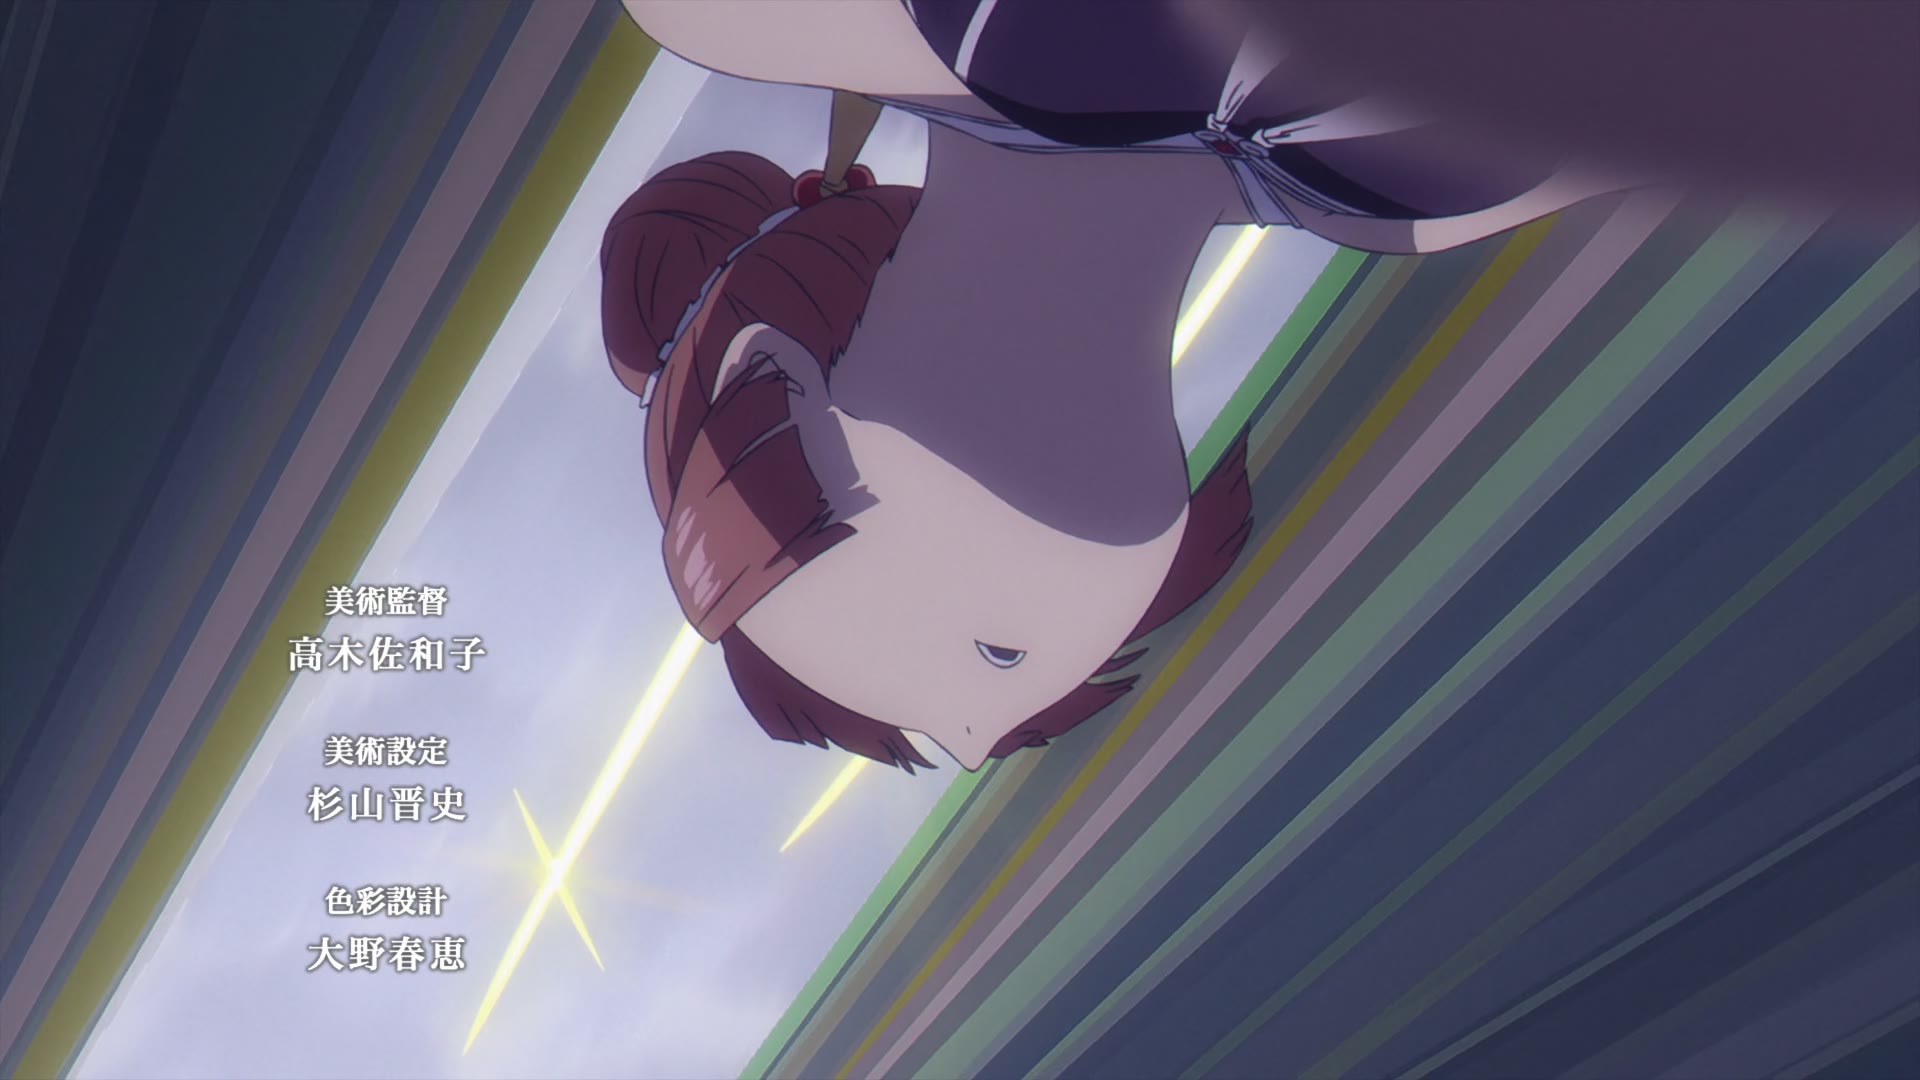 美術監督
高木佐和子
美術設定
杉山晋史
色彩設計
大野春恵